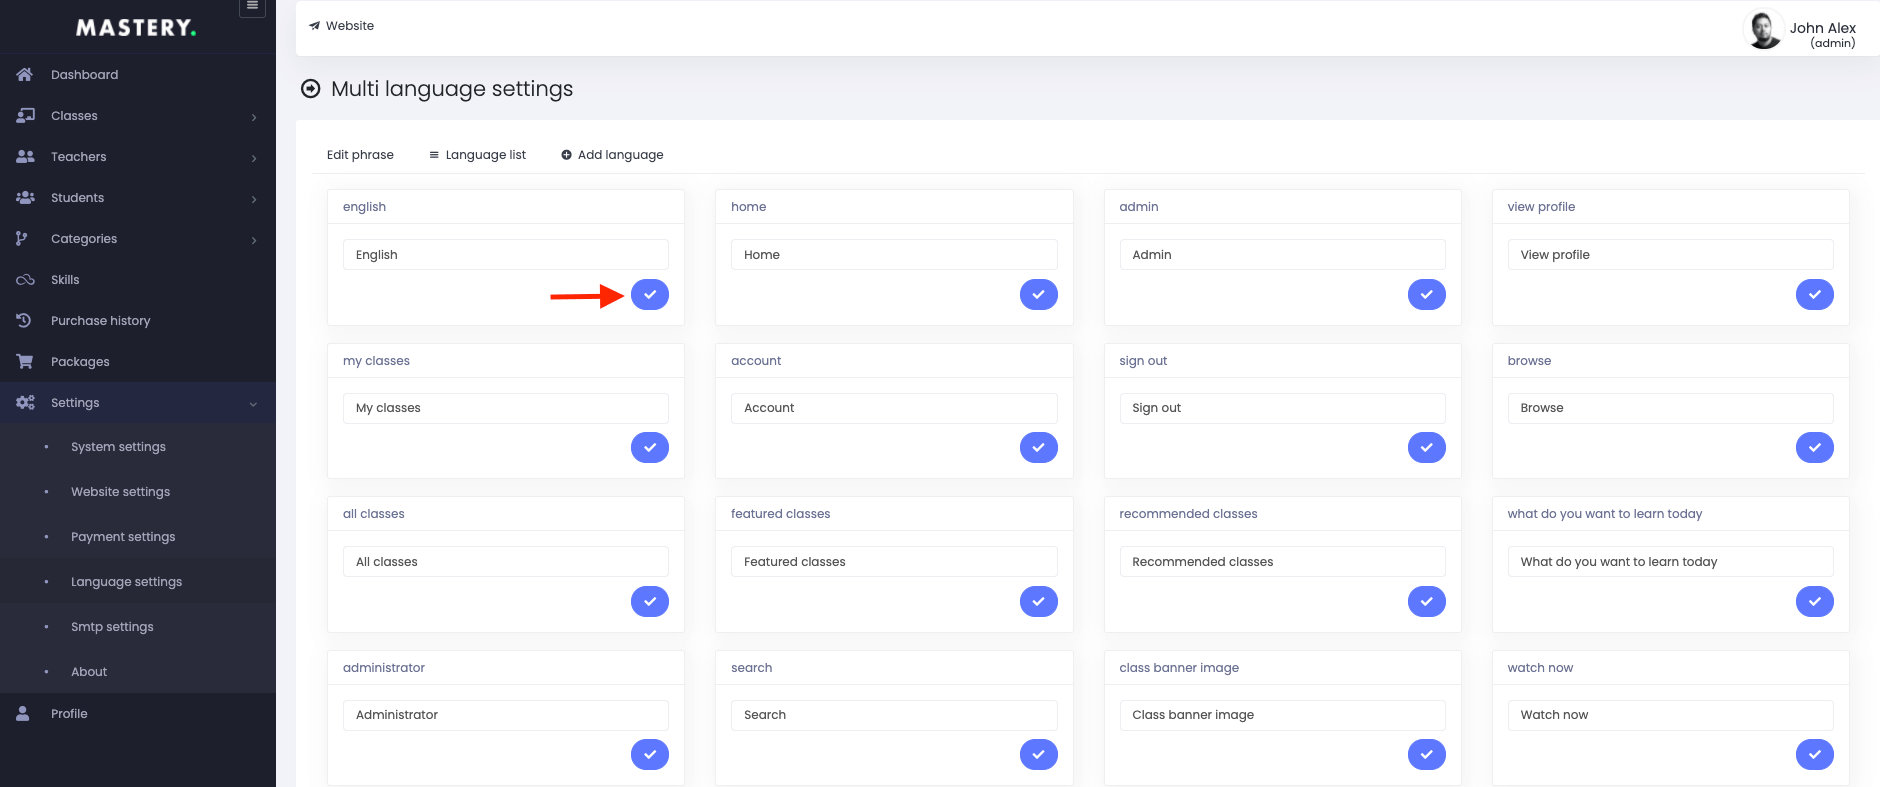 MASTERY.
Dashboard
Classes
Teachers
Students
Categories
Skills
Purchase history
Packages
Settings
System settings
Website settings
Payment settings
Language settings
Smtp settings
About
Profile
Website
John Alex
(admin)
Multi language settings
Edit phrase
Language list
Add language
english
English
home
Home
admin
Admin
view profile
View profile
my classes
My classes
account
Account
sign out
Sign out
browse
Browse
all classes
All classes
featured classes
Featured classes
recommended classes
Recommended classes
what do you want to learn today
What do you want to learn today
administrator
Administrator
search
Search
class banner image
Class banner image
watch now
Watch now